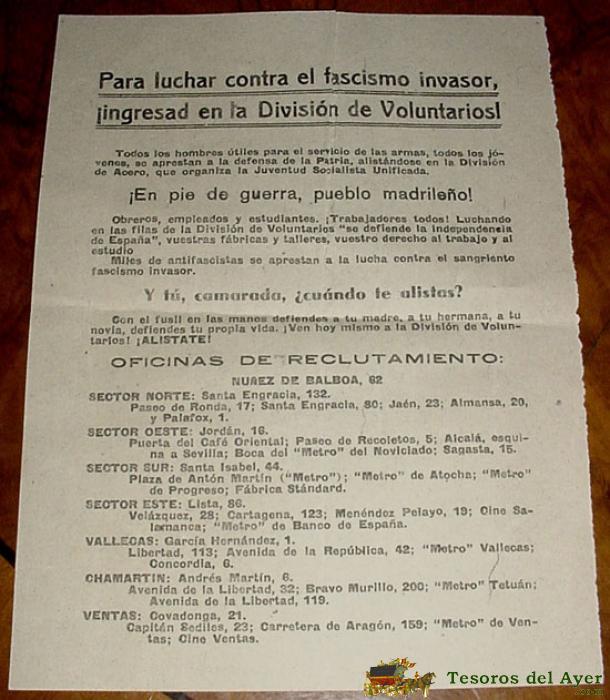 Para luchar contra el fascismo invasor,
¡ingresad en la División de Voluntarios!
Todos los hombres útiles para el servicio de las armas, todos los jó-
venes, se aprestan a la defensa de la Patria, alistándose en la División
de Acero, que organiza la Juventud Socialista Unificada.
¡En pie de guerra, pueblo madrileño!
Obreros, empleados y estudiantes. ¡Trabajadores todos! Luchando
en las filas de la División de Voluntarios "se defiende la independencia
de España", vuestras fábricas y talleres, vuestro derecho al trabajo y al
estudio
Miles de antifascistas se aprestan a la lucha contra el sangriento
fascismo invasor.
Y tú, camarada, ¿cuándo te alistas?
Con el fusil en las manos defiendes a tu madre, a tu hermana, a tu
novia, defiendes tu propia vida. ¡Ven hoy mismo a la División de Volun-
tarios! ¡ALISTATE!
OFICINAS DE RECLUTAMIENTO:
NUÑEZ DE BALBOA, 62
SECTOR NORTE: Santa Engracia, 132.
Paseo de Ronda, 17; Santa Engracia, 80; Jaén, 23; Almansa, 20,
y Palafox, 1.
SECTOR OESTE: Jordán, 16.
Puerta del Café Oriental; Paseo de Recoletos, 5; Alcalá, esqui-
na a Sevilla; Boca del "Metro" del Noviciado; Sagasta, 15.
SECTOR SUR: Santa Isabel, 44.
Plaza de Antón Martín ("Metro"); "Metro" de Atocha; "Metro"
de Progreso; Fábrica Stándard.
SECTOR ESTE: Lista, 86.
Velázquez, 28; Cartagena, 123; Menéndez Pelayo, 19; Cine Sa-
lamanca; "Metro" de Banco de España.
VALLECAS: García Hernández, 1.
Libertad, 113; Avenida de la República, 42; "Metro" Vallecas;
Concordia, 6.
CHAMARTIN: Andrés Martín, 6.
Avenida de la Libertad, 32; Bravo Murillo, 200; "Metro" Tetuán;
Avenida de la Libertad, 119.
VENTAS: Covadonga, 21.
Capitán Sediles, 23; Carretera de Aragón, 159; "Metro" de Ven-
tas; Cine Ventas.
Tesoros del Ayer
.com